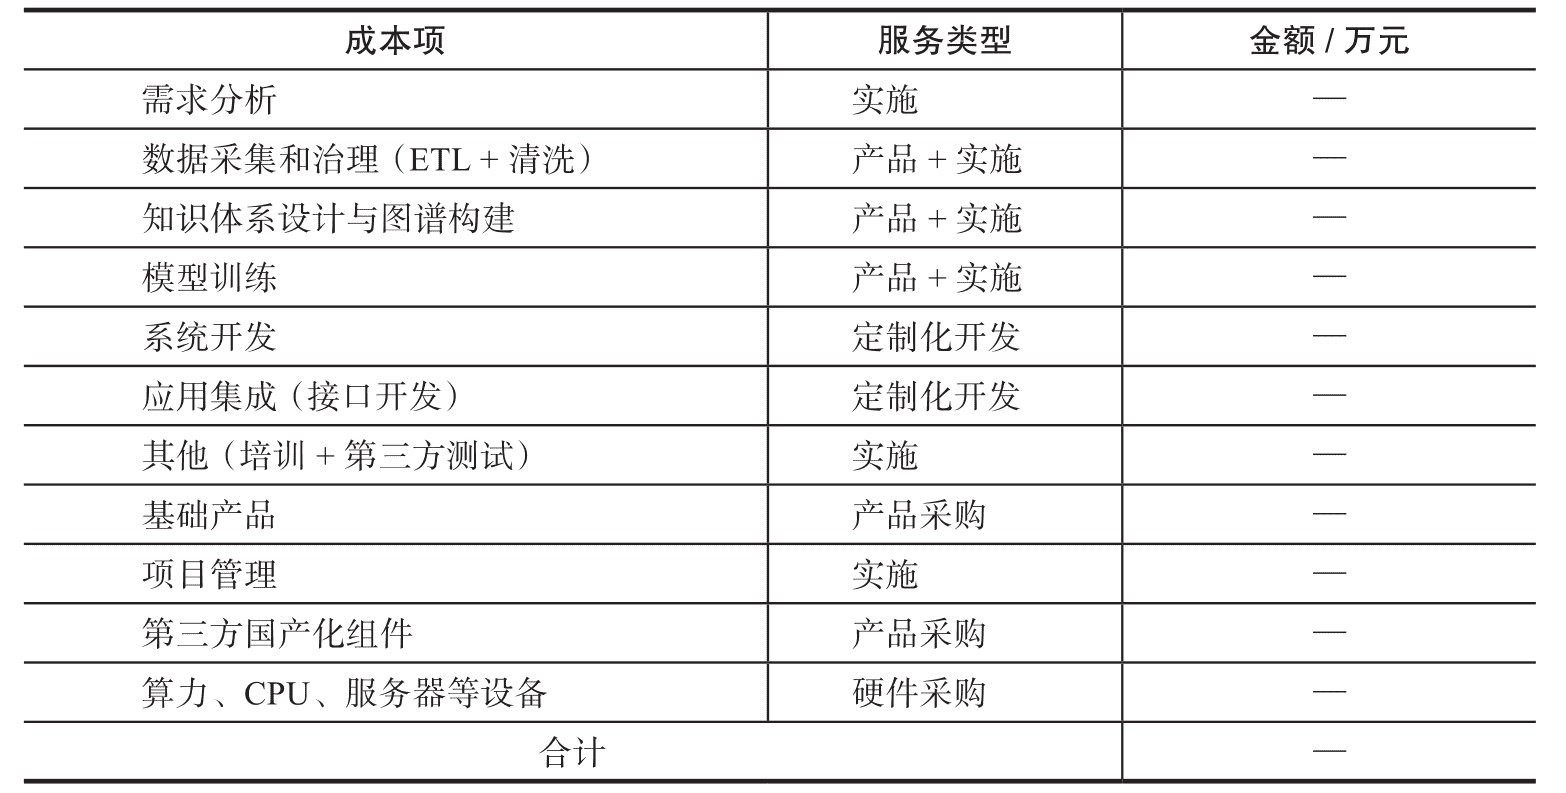 成本项 服务类型 金额 / 万元
需求分析 实施 —
数据采集和治理（ETL + 清洗） 产品 + 实施 —
知识体系设计与图谱构建 产品 + 实施 —
模型训练 产品 + 实施 —
系统开发 定制化开发 —
应用集成（接口开发） 定制化开发 —
其他（培训 + 第三方测试） 实施 —
基础产品 产品采购 —
项目管理 实施 —
第三方国产化组件 产品采购 —
算力、CPU、服务器等设备 硬件采购 —
合计 —